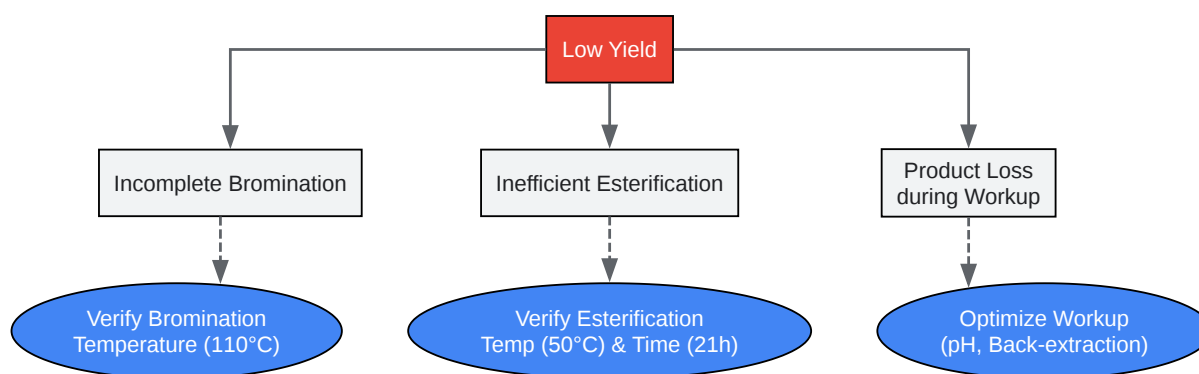 Low Yield
Incomplete Bromination
Inefficient Esterification
Product Loss
during Workup
Verify Bromination
Temperature (110°C)
Verify Esterification
Temp (50°C) & Time (21h)
Optimize Workup
(pH, Back-extraction)